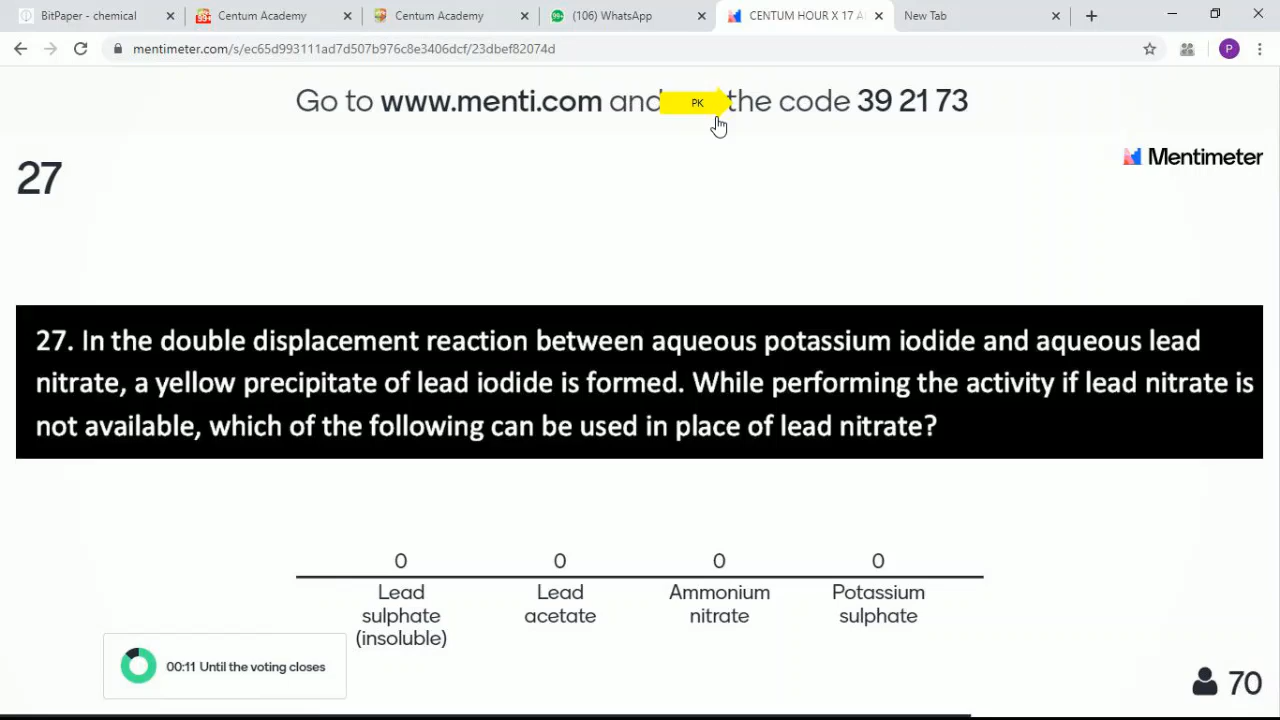 BitPaper - chemical
Centum Academy
Centum Academy
(106) WhatsApp
CENTUM HOUR X 17 A
New Tab
mentimeter.com/s/ec65d993111ad7d507b976c8e3406dcf/23dbef82074d
P
Go to www.menti.com and the code 39 21 73
PK
Mentimeter
27
27. In the double displacement reaction between aqueous potassium iodide and aqueous lead
nitrate, a yellow precipitate of lead iodide is formed. While performing the activity if lead nitrate is
not available, which of the following can be used in place of lead nitrate?
0 0 0 0
Lead
sulphate
(insoluble)
Lead
acetate
Ammonium
nitrate
Potassium
sulphate
00:11 Until the voting closes
70